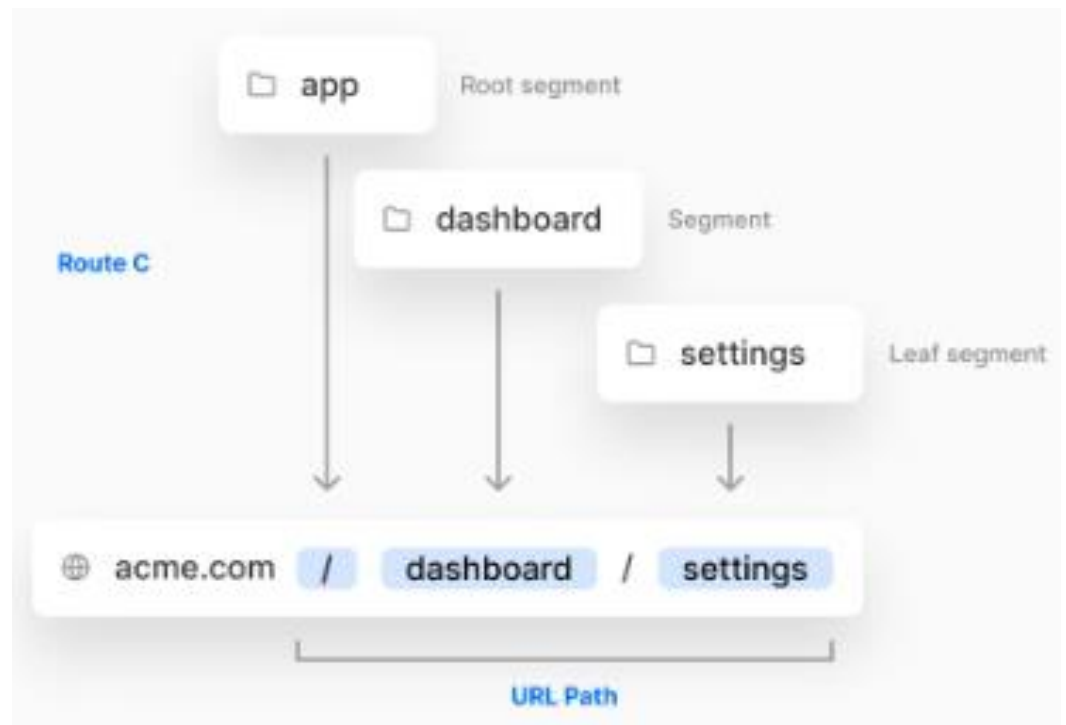 app Root segment
dashboard Segment
Route C
settings Leaf segment
acme.com / dashboard / settings
URL Path